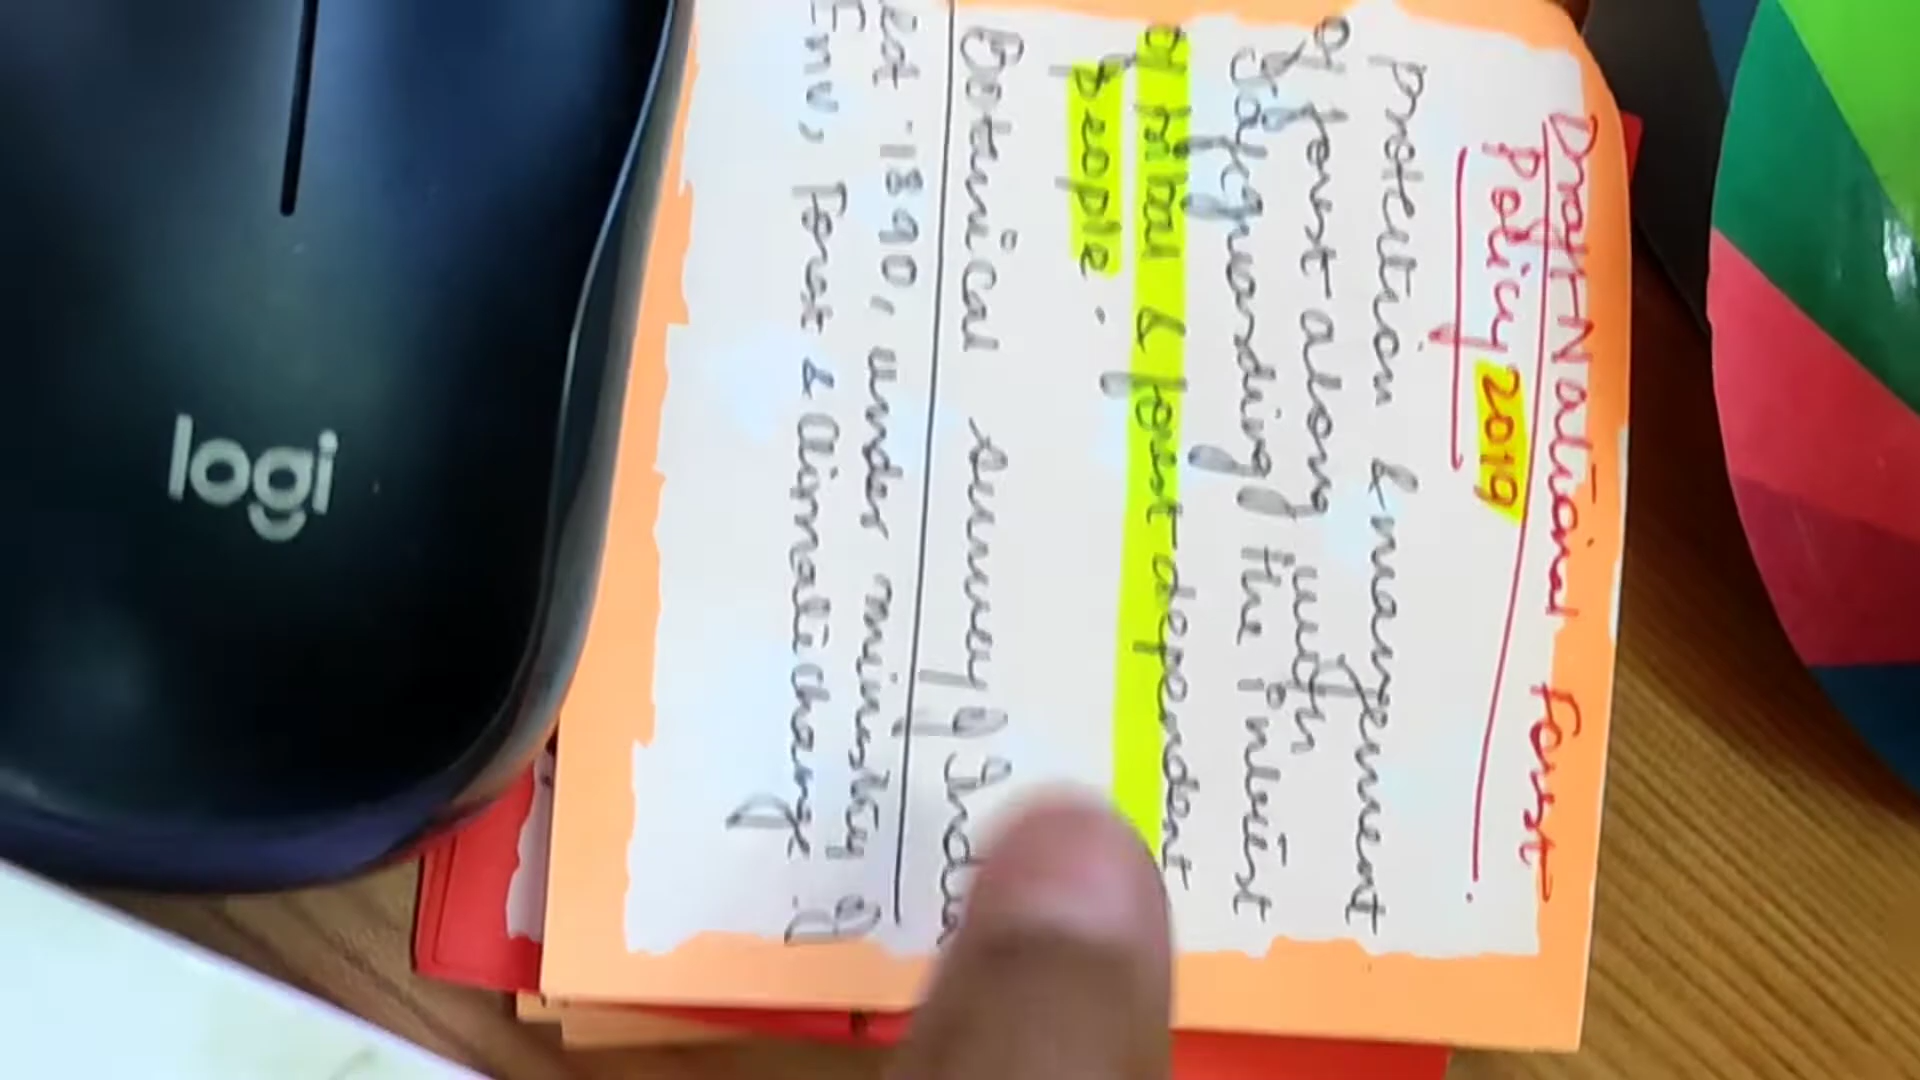 Draft National Forest
Policy 2019
Protection & management
of forest along with
Safeguarding the interest
of tribal & forest dependent
people.
Botanical survey of India
est 1890, under ministry of
Env, Forest & Climatic change.
logi